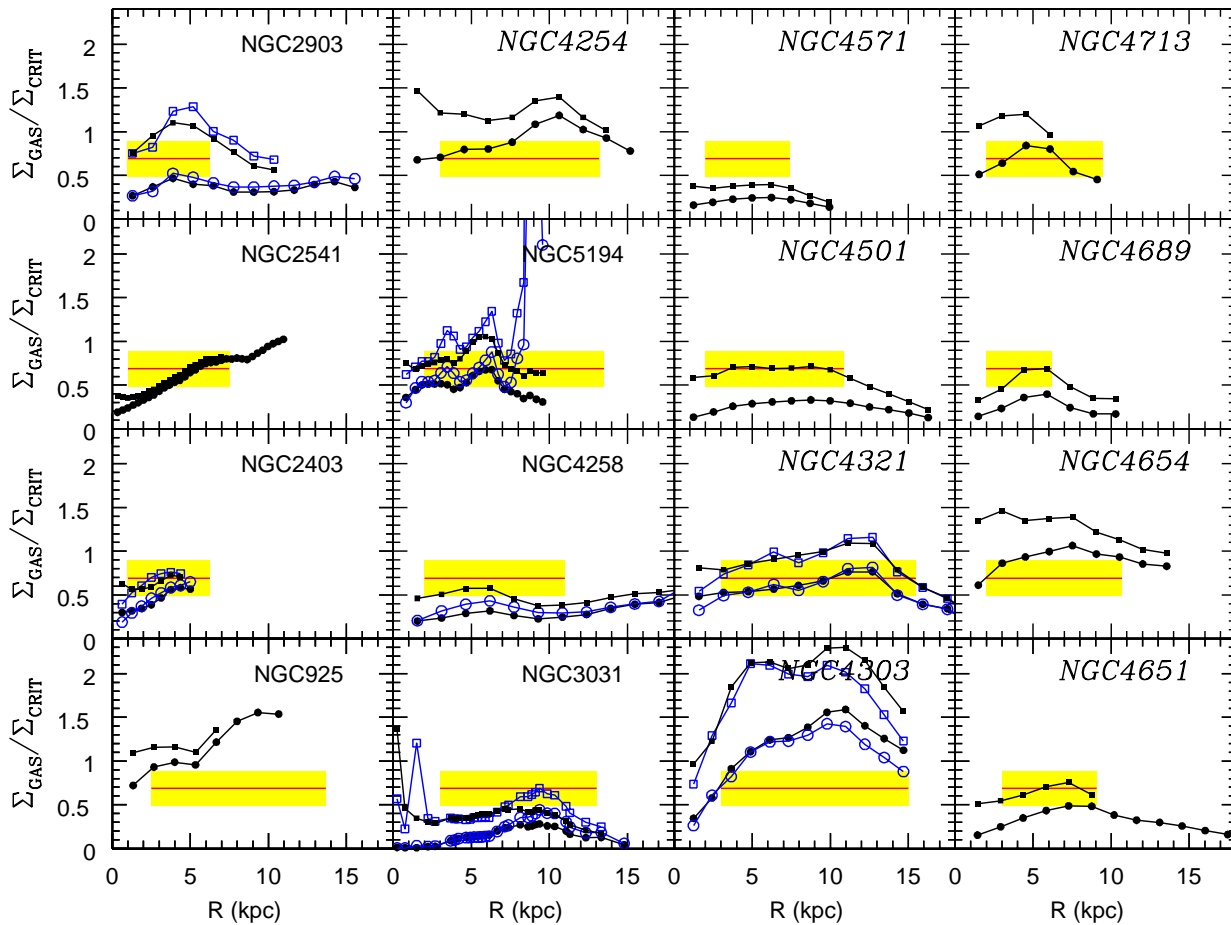 NGC2903 NGC4254 NGC4571 NGC4713
2
1.5
1
0.5
0
Σ_GAS/Σ_CRIT
NGC2541 NGC5194 NGC4501 NGC4689
2
1.5
1
0.5
0
Σ_GAS/Σ_CRIT
NGC2403 NGC4258 NGC4321 NGC4654
2
1.5
1
0.5
0
Σ_GAS/Σ_CRIT
NGC925 NGC3031 NGC4303 NGC4651
2
1.5
1
0.5
0
Σ_GAS/Σ_CRIT
0 5 10 15 0 5 10 15 0 5 10 15 0 5 10 15
R (kpc) R (kpc) R (kpc) R (kpc)